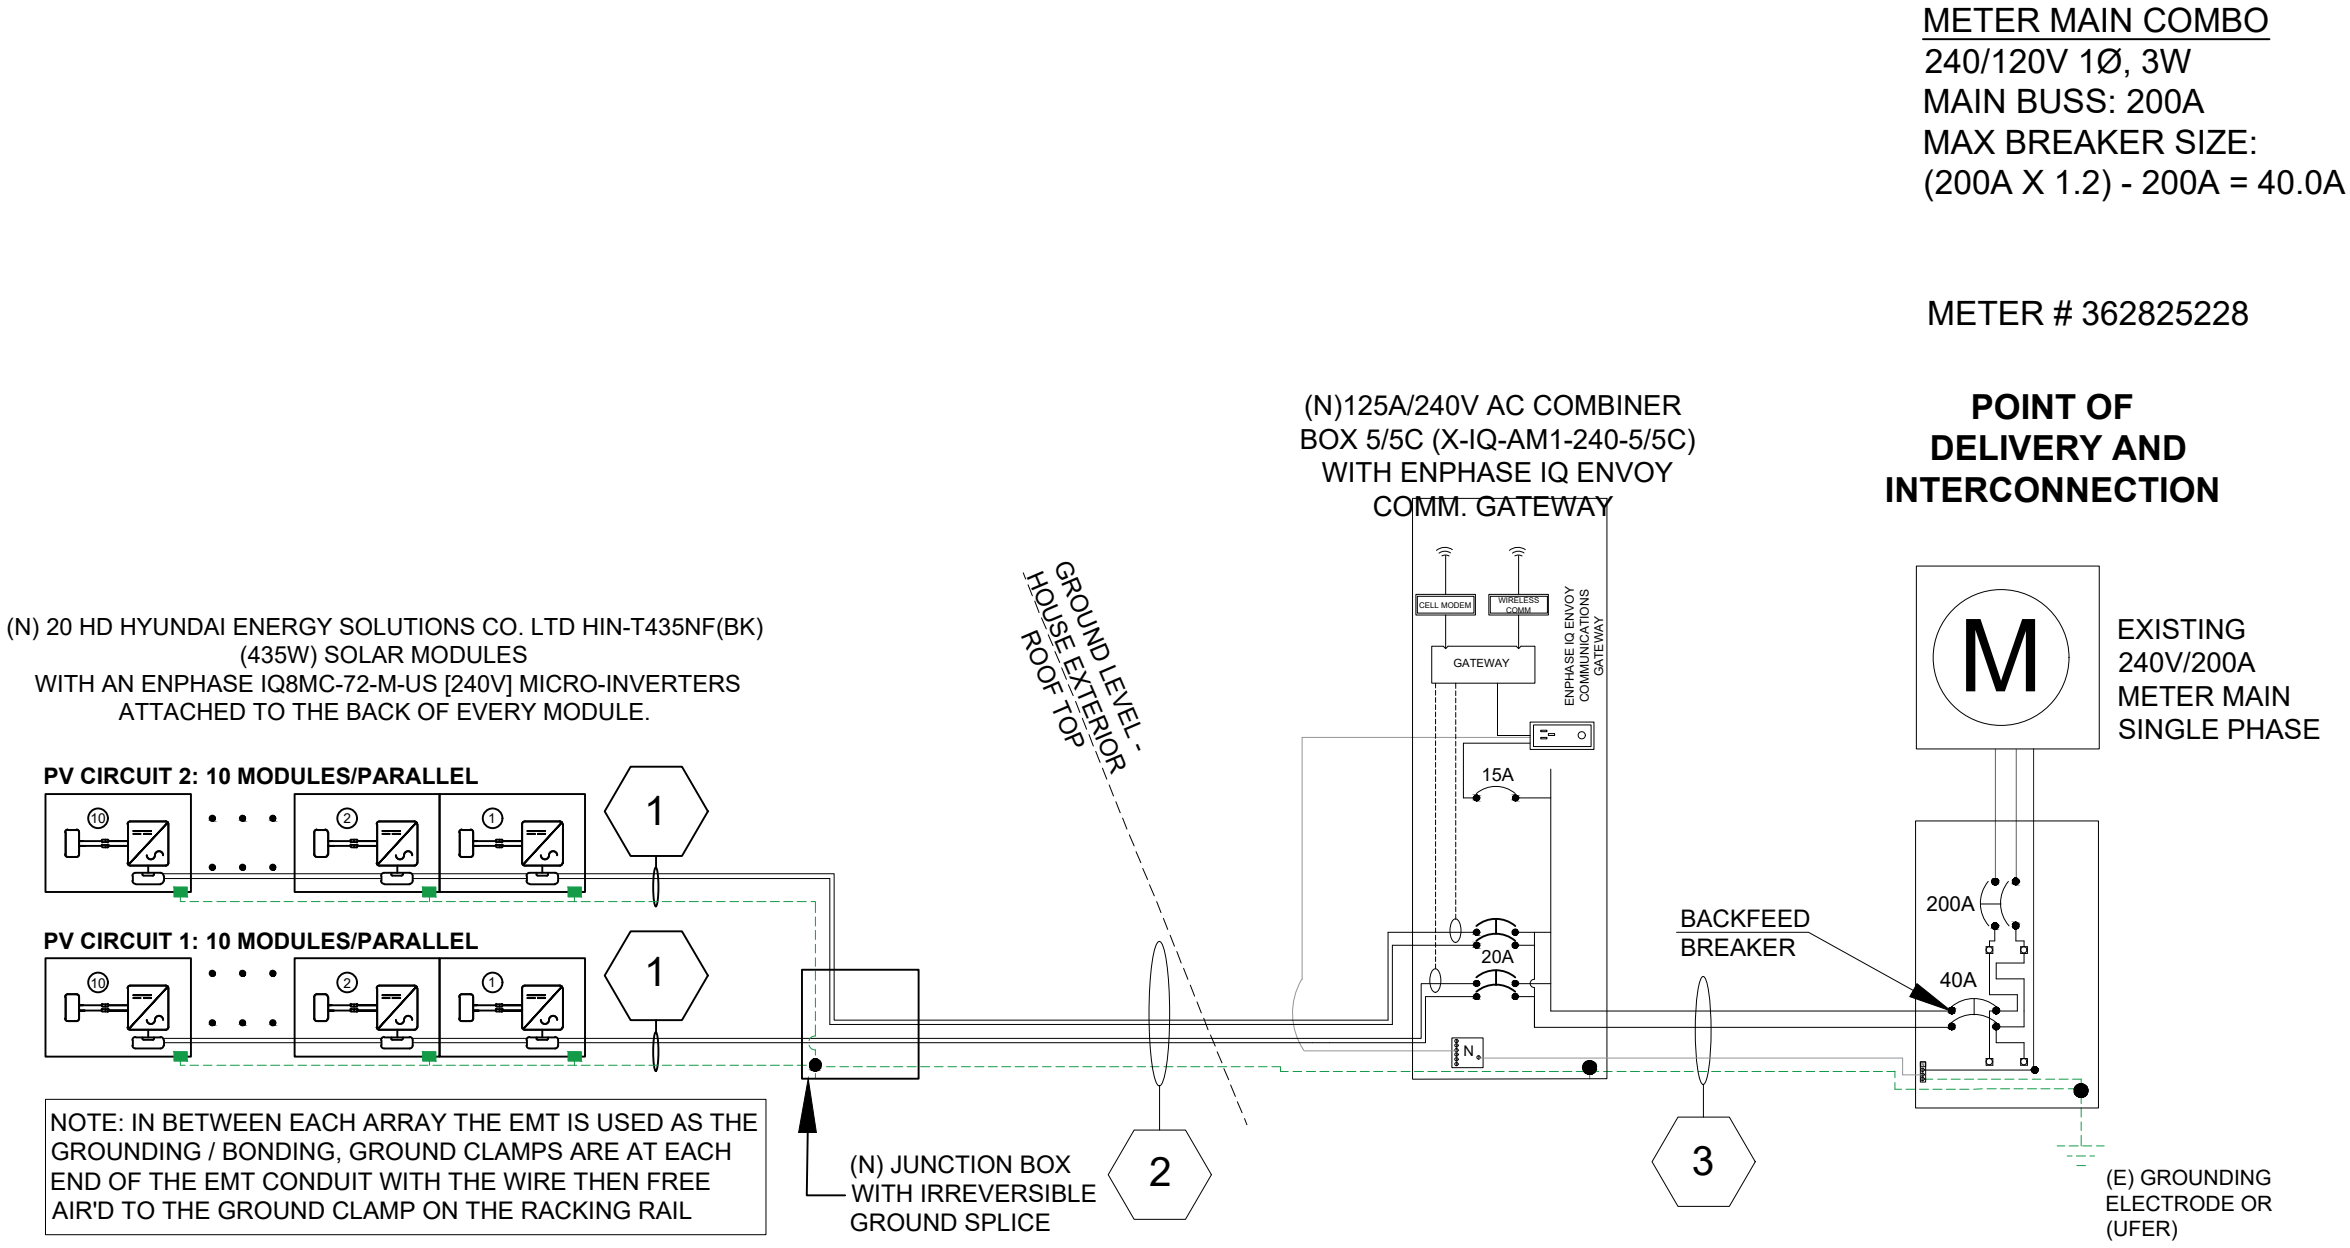 METER MAIN COMBO
240/120V 1Ø, 3W
MAIN BUSS: 200A
MAX BREAKER SIZE:
(200A X 1.2) - 200A = 40.0A
METER # 362825228
POINT OF
DELIVERY AND
INTERCONNECTION
(N)125A/240V AC COMBINER
BOX 5/5C (X-IQ-AM1-240-5/5C)
WITH ENPHASE IQ ENVOY
COMM. GATEWAY
CELL MODEM
WIRELESS
COMM
ENPHASE IQ ENVOY
COMMUNICATIONS
GATEWAY
GATEWAY
15A
20A
N
(N) 20 HD HYUNDAI ENERGY SOLUTIONS CO. LTD HIN-T435NF(BK)
(435W) SOLAR MODULES
WITH AN ENPHASE IQ8MC-72-M-US [240V] MICRO-INVERTERS
ATTACHED TO THE BACK OF EVERY MODULE.
GROUND LEVEL -
HOUSE EXTERIOR
ROOF TOP
M
EXISTING
240V/200A
METER MAIN
SINGLE PHASE
PV CIRCUIT 2: 10 MODULES/PARALLEL
10
2
1
1
PV CIRCUIT 1: 10 MODULES/PARALLEL
10
2
1
1
BACKFEED
BREAKER
200A
40A
NOTE: IN BETWEEN EACH ARRAY THE EMT IS USED AS THE
GROUNDING / BONDING, GROUND CLAMPS ARE AT EACH
END OF THE EMT CONDUIT WITH THE WIRE THEN FREE
AIR'D TO THE GROUND CLAMP ON THE RACKING RAIL
(N) JUNCTION BOX
WITH IRREVERSIBLE
GROUND SPLICE
2
3
(E) GROUNDING
ELECTRODE OR
(UFER)